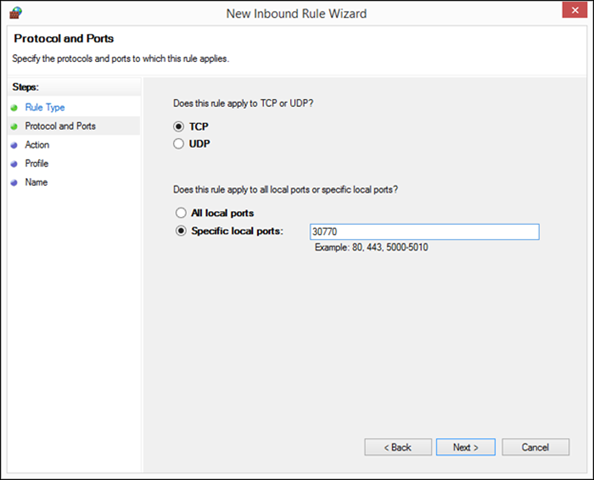 New Inbound Rule Wizard
Protocol and Ports
Specify the protocols and ports to which this rule applies.
Steps:
Rule Type
Protocol and Ports
Action
Profile
Name
Does this rule apply to TCP or UDP?
TCP
UDP
Does this rule apply to all local ports or specific local ports?
All local ports
Specific local ports: 30770
Example: 80, 443, 5000-5010
< Back Next > Cancel